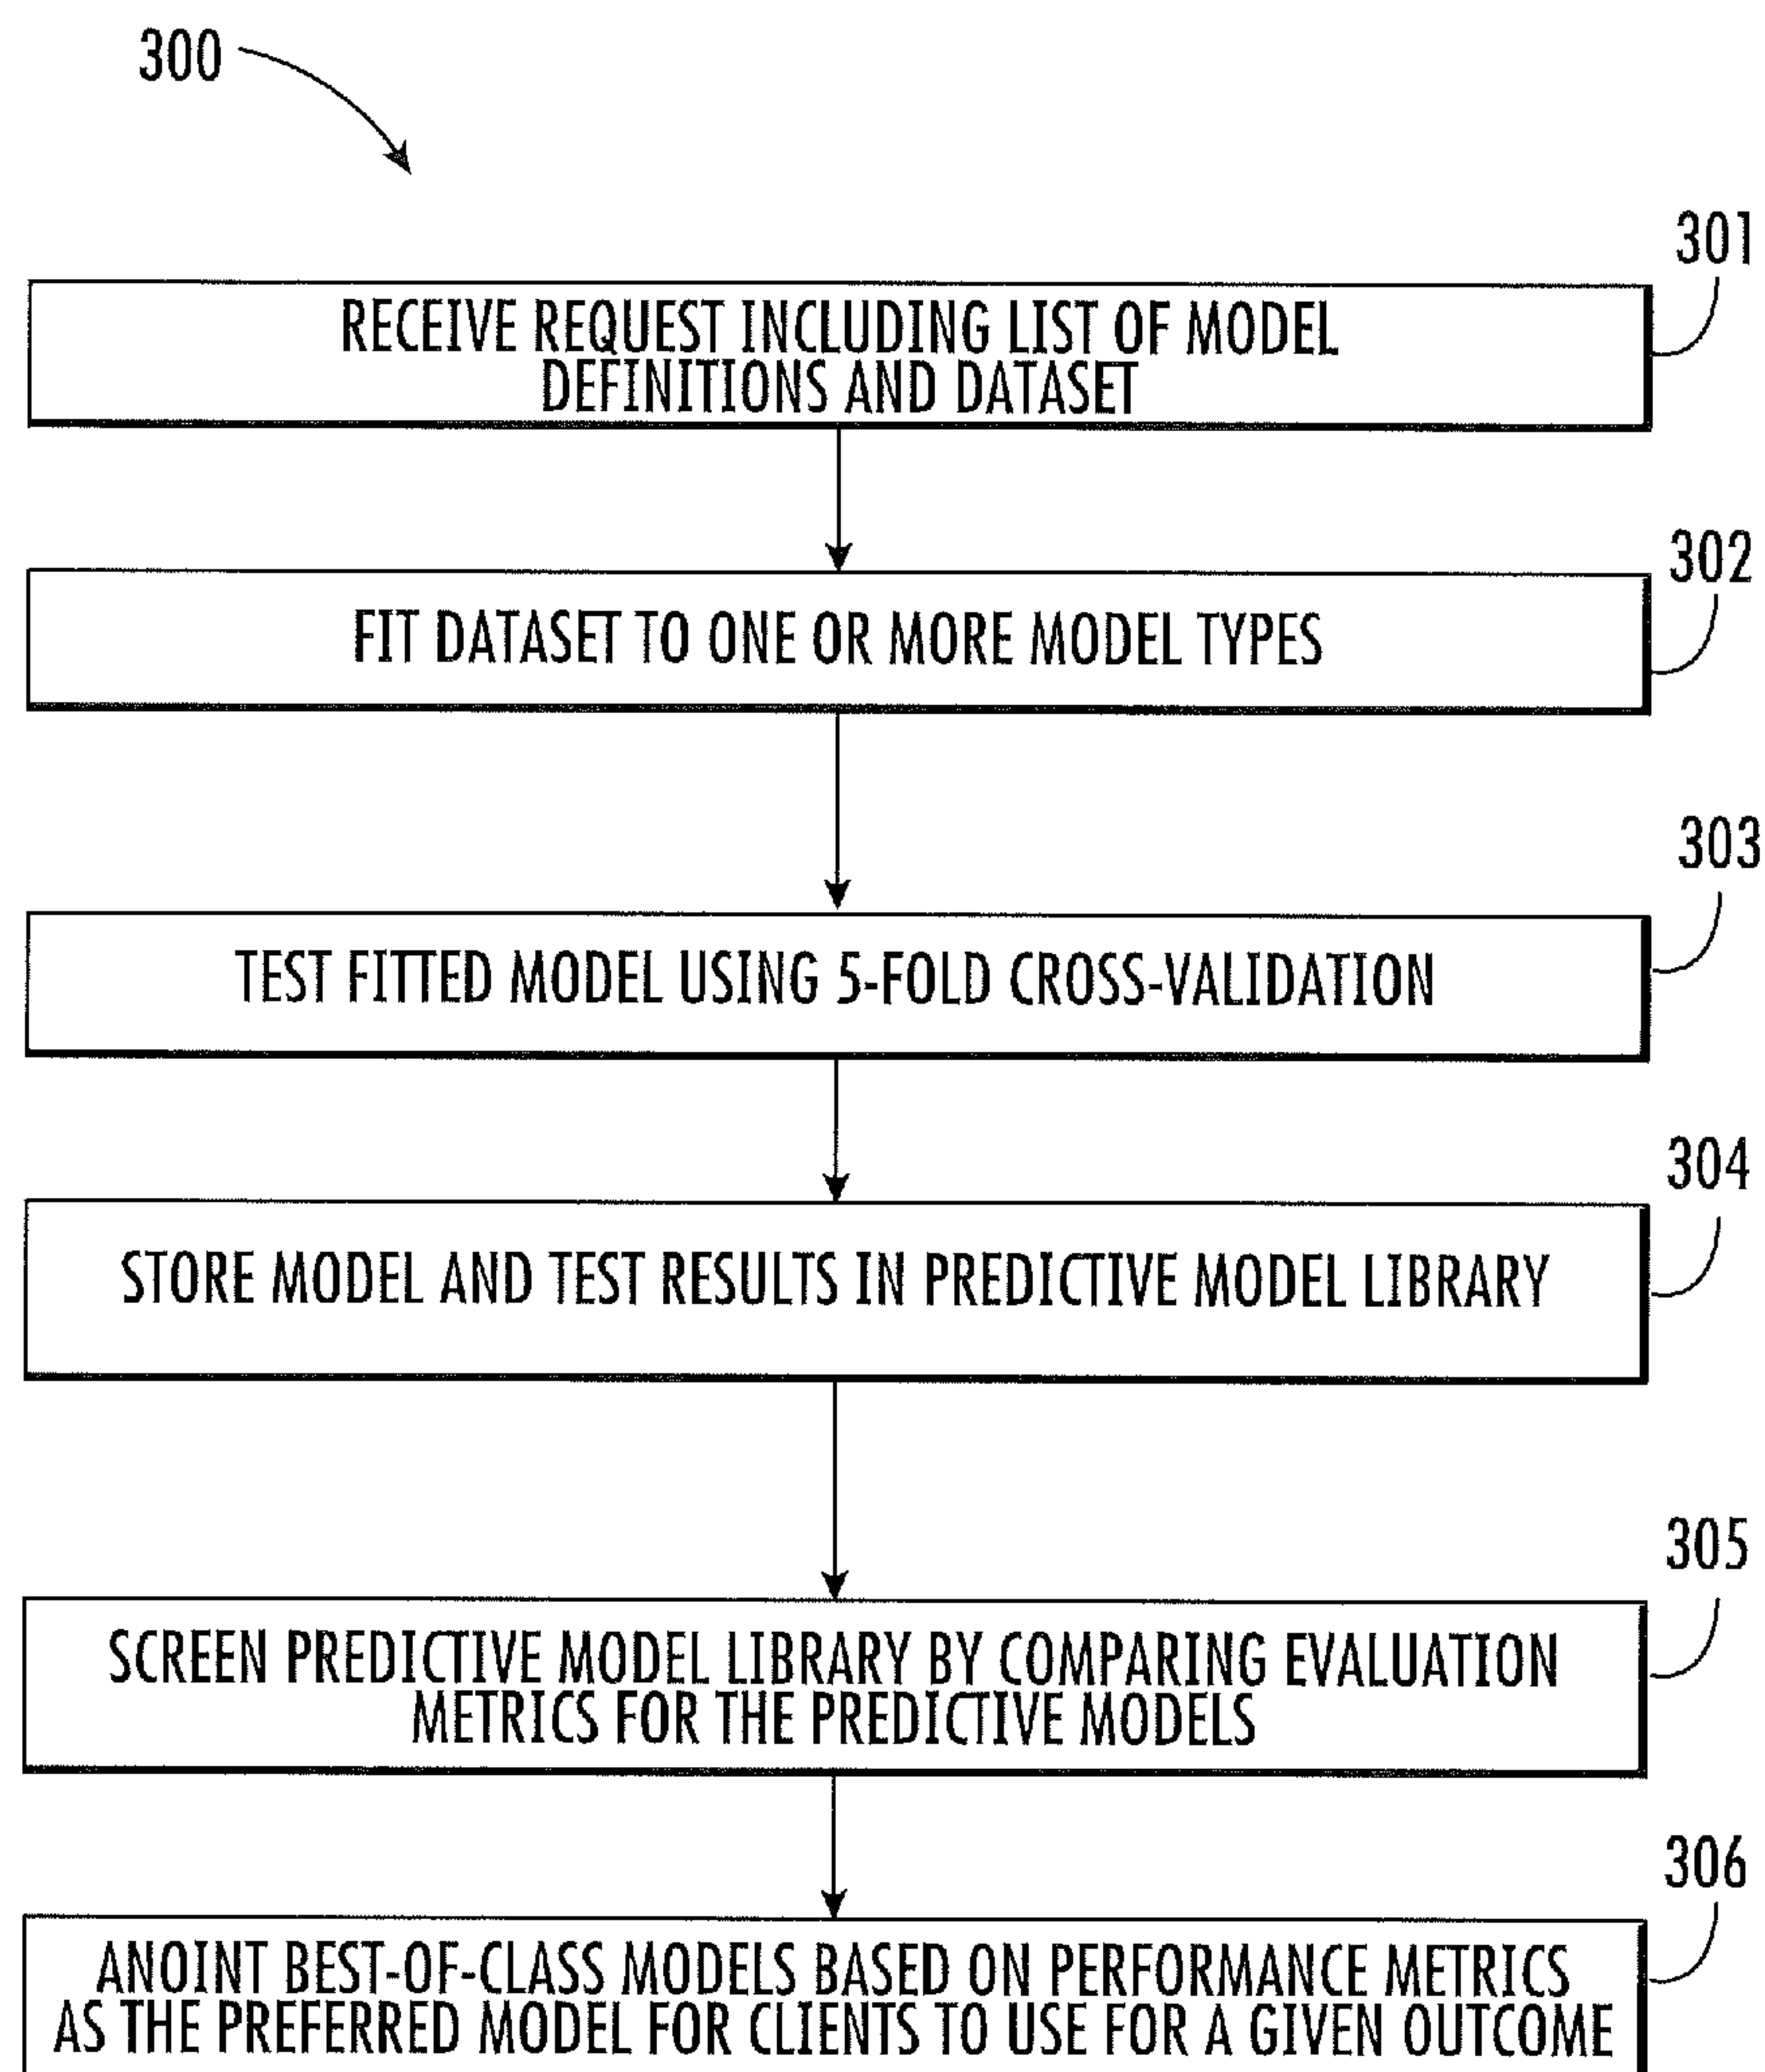 300
301
RECEIVE REQUEST INCLUDING LIST OF MODEL
DEFINITIONS AND DATASET
302
FIT DATASET TO ONE OR MORE MODEL TYPES
303
TEST FITTED MODEL USING 5-FOLD CROSS-VALIDATION
304
STORE MODEL AND TEST RESULTS IN PREDICTIVE MODEL LIBRARY
305
SCREEN PREDICTIVE MODEL LIBRARY BY COMPARING EVALUATION
METRICS FOR THE PREDICTIVE MODELS
306
ANOINT BEST-OF-CLASS MODELS BASED ON PERFORMANCE METRICS
AS THE PREFERRED MODEL FOR CLIENTS TO USE FOR A GIVEN OUTCOME